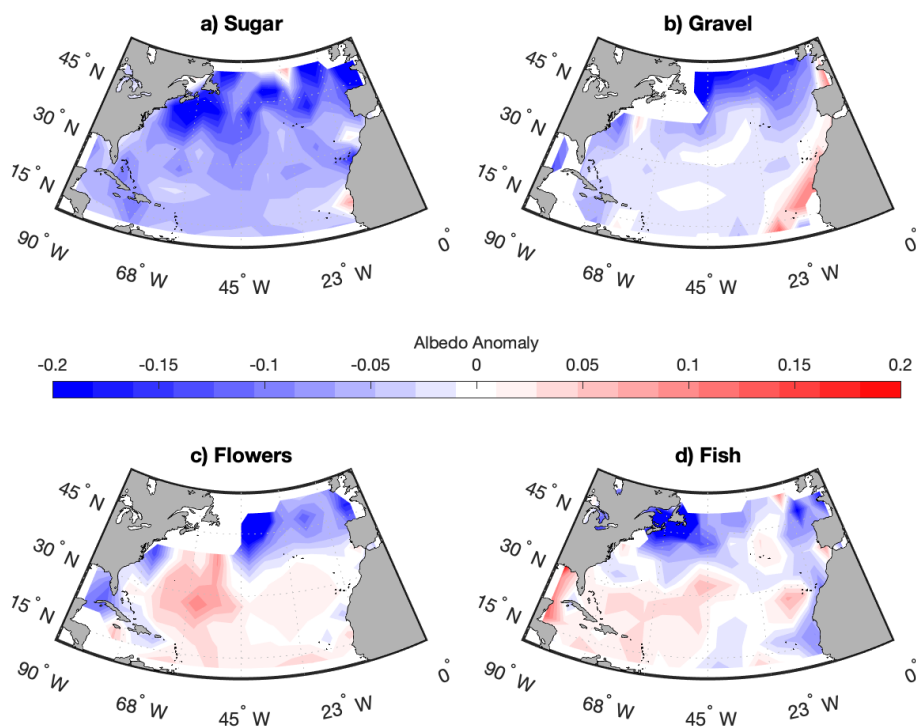 a) Sugar
b) Gravel
45° N
30° N
15° N
90° W
68° W
45° W
23° W
0°
45° N
30° N
15° N
90° W
68° W
45° W
23° W
0°
Albedo Anomaly
-0.2 -0.15 -0.1 -0.05 0 0.05 0.1 0.15 0.2
c) Flowers
d) Fish
45° N
30° N
15° N
90° W
68° W
45° W
23° W
0°
45° N
30° N
15° N
90° W
68° W
45° W
23° W
0°